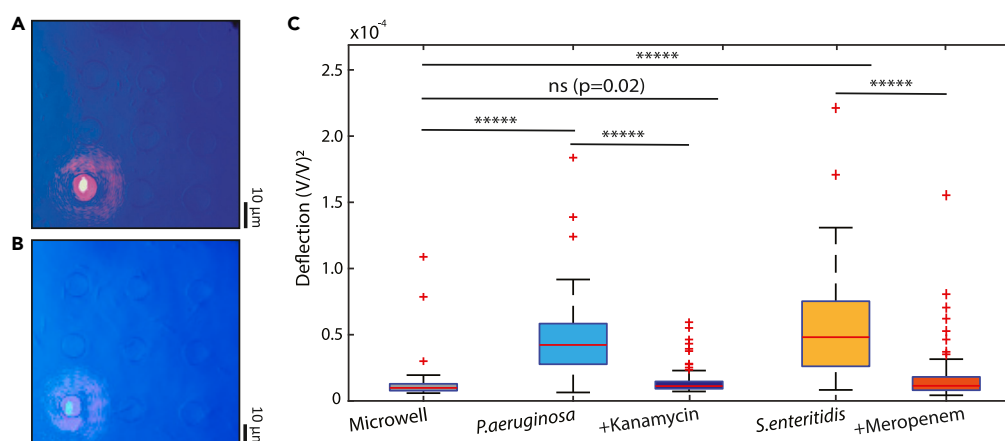 A
10 µm
B
10 µm
C
x10⁻⁴
Deflection (V/V)²
2.5
2.0
1.5
1.0
0.5
0
*****
ns (p=0.02)
*****
*****
*****
Microwell
P.aeruginosa
+Kanamycin
S.enteritidis
+Meropenem